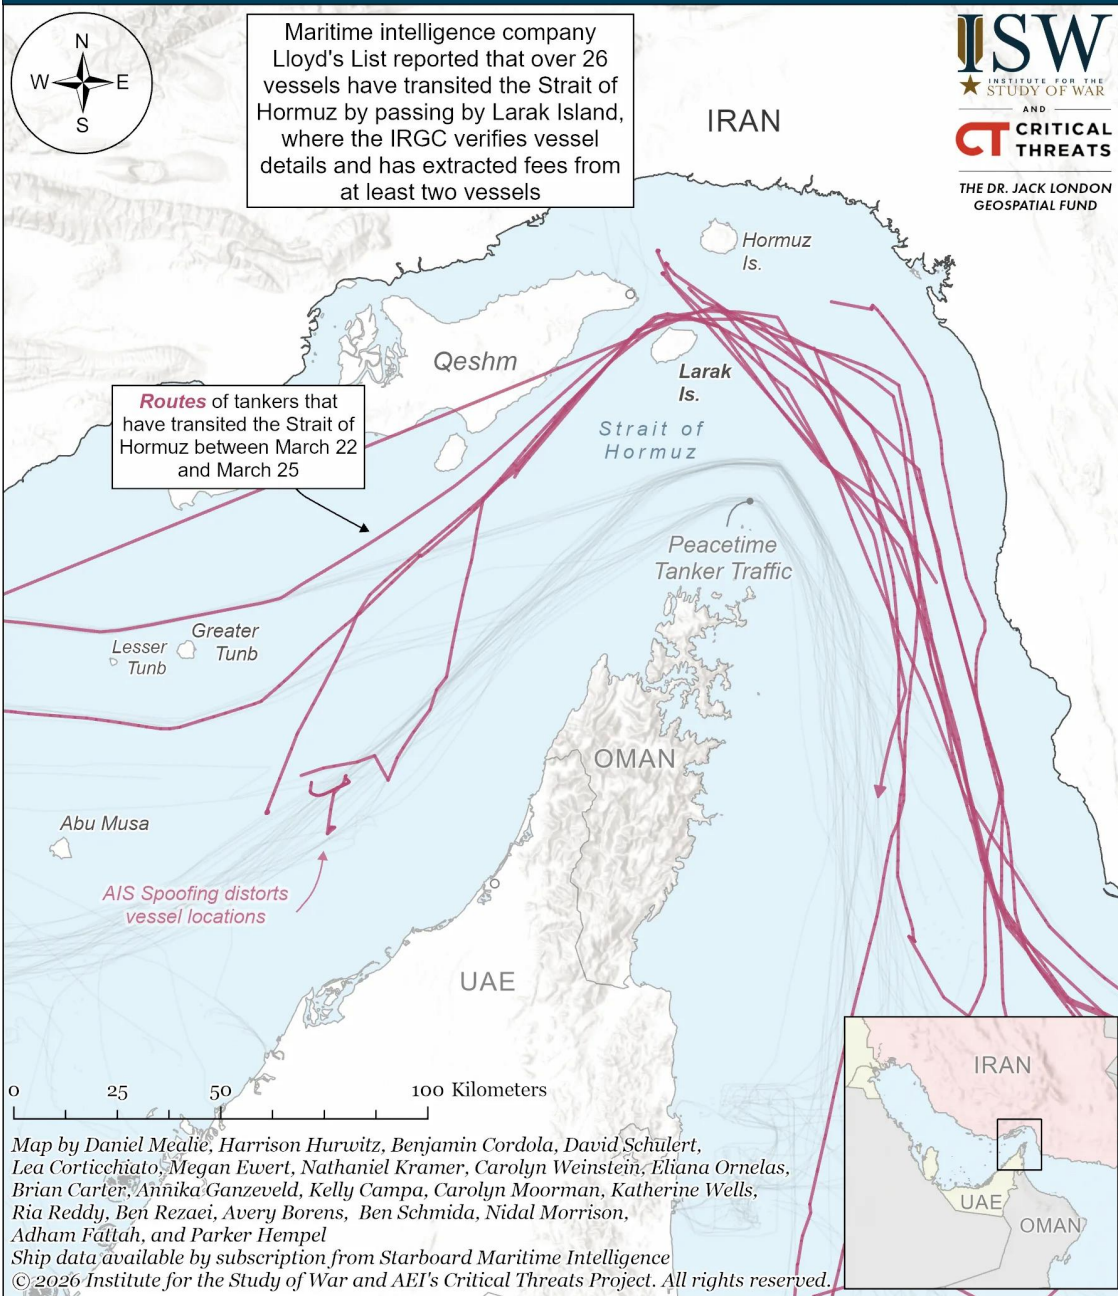 N
W
E
S
Maritime intelligence company
Lloyd's List reported that over 26
vessels have transited the Strait of
Hormuz by passing by Larak Island,
where the IRGC verifies vessel
details and has extracted fees from
at least two vessels
ISW
INSTITUTE FOR THE
STUDY OF WAR
AND
CT CRITICAL
THREATS
THE DR. JACK LONDON
GEOSPATIAL FUND
IRAN
Hormuz
Is.
Qeshm
Larak
Is.
Routes of tankers that
have transited the Strait of
Hormuz between March 22
and March 25
Strait of
Hormuz
Peacetime
Tanker Traffic
Greater
Tunb
Lesser
Tunb
OMAN
Abu Musa
AIS Spoofing distorts
vessel locations
UAE
0 25 50 100 Kilometers
Map by Daniel Mealie, Harrison Hurwitz, Benjamin Cordola, David Schulert,
Lea Corticchiato, Megan Ewert, Nathaniel Kramer, Carolyn Weinstein, Eliana Ornelas,
Brian Carter, Annika Ganzeveld, Kelly Campa, Carolyn Moorman, Katherine Wells,
Ria Reddy, Ben Rezaei, Avery Borens, Ben Schmida, Nidal Morrison,
Adham Fattah, and Parker Hempel
Ship data available by subscription from Starboard Maritime Intelligence
© 2026 Institute for the Study of War and AEI's Critical Threats Project. All rights reserved.
IRAN
UAE
OMAN